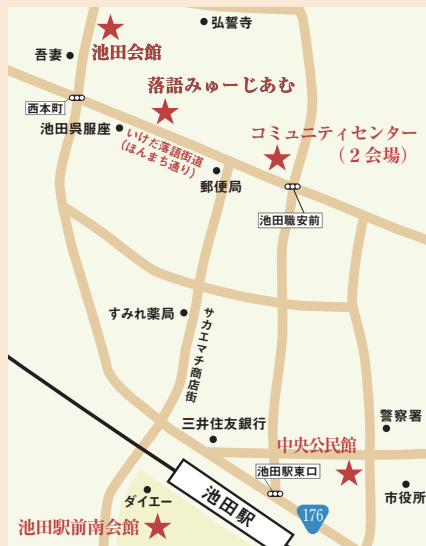 弘誓寺
吾妻
池田会館
落語みゅーじあむ
西本町
池田呉服座
いけだ落語街道
(ほんまち通り)
コミュニティセンター
(2会場)
郵便局
池田職安前
すみれ薬局
サカエマチ商店街
三井住友銀行
警察署
中央公民館
池田駅東口
市役所
ダイエー
池田駅
176
池田駅前南会館